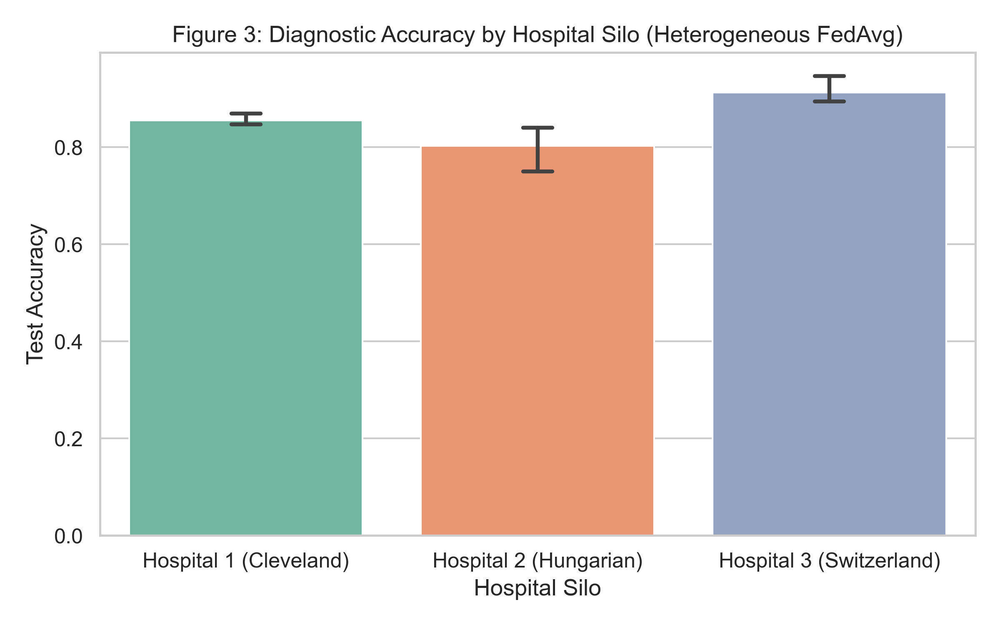 Figure 3: Diagnostic Accuracy by Hospital Silo (Heterogeneous FedAvg)
Test Accuracy
0.8
0.6
0.4
0.2
0.0
Hospital 1 (Cleveland)
Hospital 2 (Hungarian)
Hospital 3 (Switzerland)
Hospital Silo